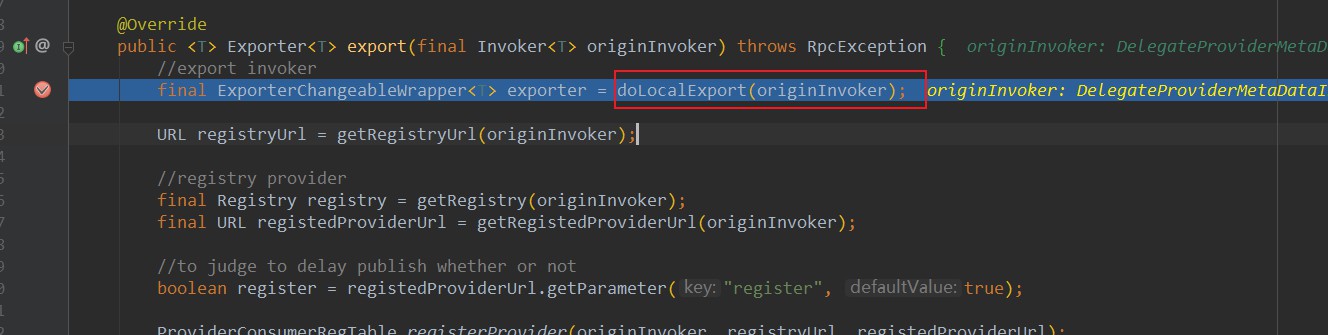 @Override
public <T> Exporter<T> export(final Invoker<T> originInvoker) throws RpcException { originInvoker: DelegateProviderMetaD
//export invoker
final ExporterChangeableWrapper<T> exporter = doLocalExport(originInvoker); originInvoker: DelegateProviderMetaDataI
URL registryUrl = getRegistryUrl(originInvoker);
//registry provider
final Registry registry = getRegistry(originInvoker);
final URL registedProviderUrl = getRegistedProviderUrl(originInvoker);
//to judge to delay publish whether or not
boolean register = registedProviderUrl.getParameter( key: "register", defaultValue: true);
ProviderConsumerRegTable.registerProvider(originInvoker, registryUrl, registedProviderUrl);